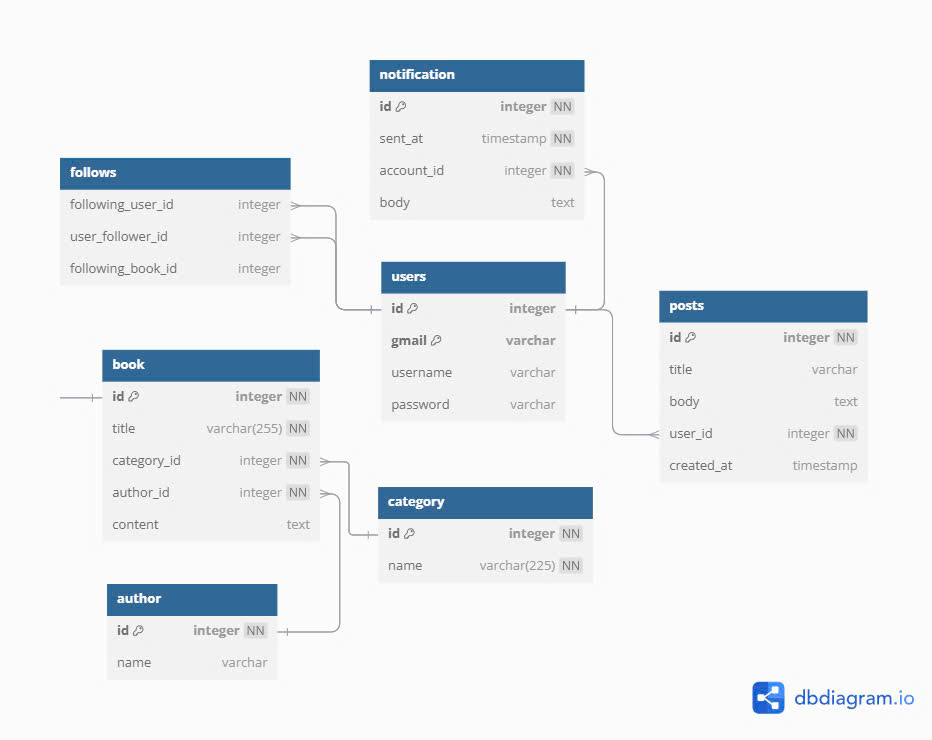 notification
id integer NN
sent_at timestamp NN
account_id integer NN
body text
follows
following_user_id integer
user_follower_id integer
following_book_id integer
users
id integer
gmail varchar
username varchar
password varchar
posts
id integer NN
title varchar
body text
user_id integer NN
created_at timestamp
book
id integer NN
title varchar(255) NN
category_id integer NN
author_id integer NN
content text
category
id integer NN
name varchar(225) NN
author
id integer NN
name varchar
dbdiagram.io